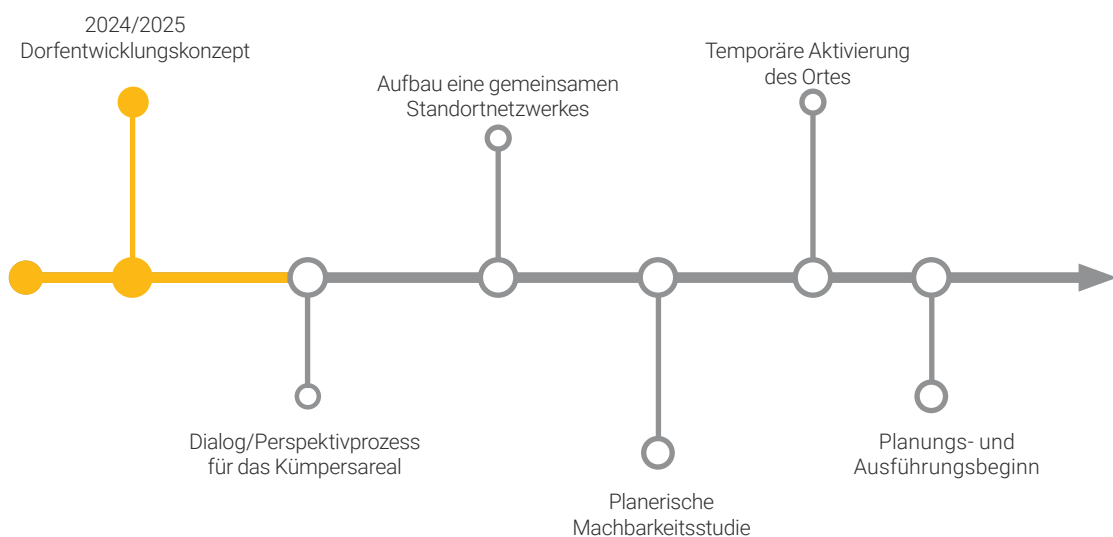 2024/2025
Dorfentwicklungskonzept
Dialog/Perspektivprozess
für das Kümpersareal
Aufbau eine gemeinsamen
Standortnetzwerkes
Planerische
Machbarkeitsstudie
Temporäre Aktivierung
des Ortes
Planungs- und
Ausführungsbeginn